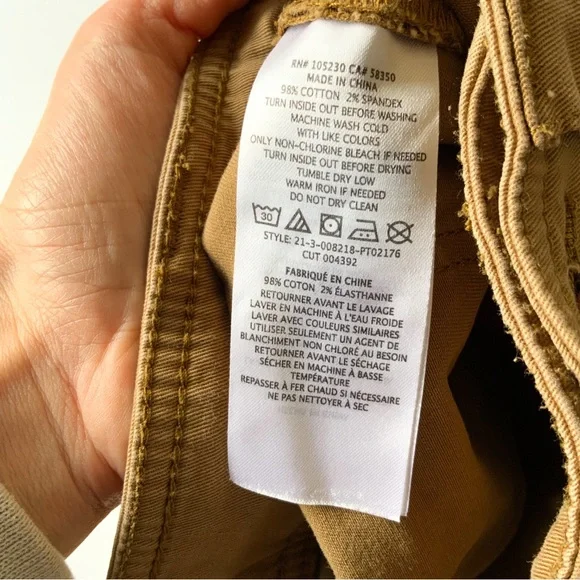 RN# 105230 CA# 58350
MADE IN CHINA
98% COTTON 2% SPANDEX
TURN INSIDE OUT BEFORE WASHING
MACHINE WASH COLD
WITH LIKE COLORS
ONLY NON-CHLORINE BLEACH IF NEEDED
TURN INSIDE OUT BEFORE DRYING
TUMBLE DRY LOW
WARM IRON IF NEEDED
DO NOT DRY CLEAN
30
STYLE: 21-3-008218-PT02176
CUT 004392
FABRIQUÉ EN CHINE
98% COTON 2% ÉLASTHANNE
RETOURNER AVANT LE LAVAGE
LAVER EN MACHINE À L'EAU FROIDE
LAVER AVEC COULEURS SIMILAIRES
UTILISER SEULEMENT UN AGENT DE
BLANCHIMENT NON CHLORÉ AU BESOIN
RETOURNER AVANT LE SÉCHAGE
SÉCHER EN MACHINE À BASSE
TEMPÉRATURE
REPASSER À FER CHAUD SI NÉCESSAIRE
NE PAS NETTOYER À SEC